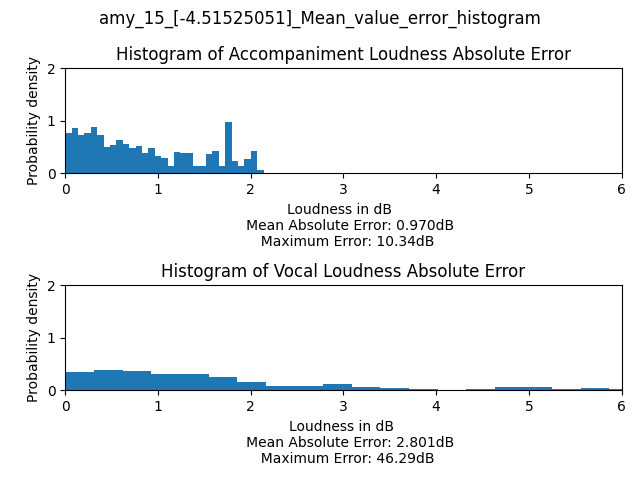 amy_15_[-4.51525051]_Mean_value_error_histogram
Histogram of Accompaniment Loudness Absolute Error
Probability density
2
1
0
0 1 2 3 4 5 6
Loudness in dB
Mean Absolute Error: 0.970dB
Maximum Error: 10.34dB
Histogram of Vocal Loudness Absolute Error
Probability density
2
1
0
0 1 2 3 4 5 6
Loudness in dB
Mean Absolute Error: 2.801dB
Maximum Error: 46.29dB